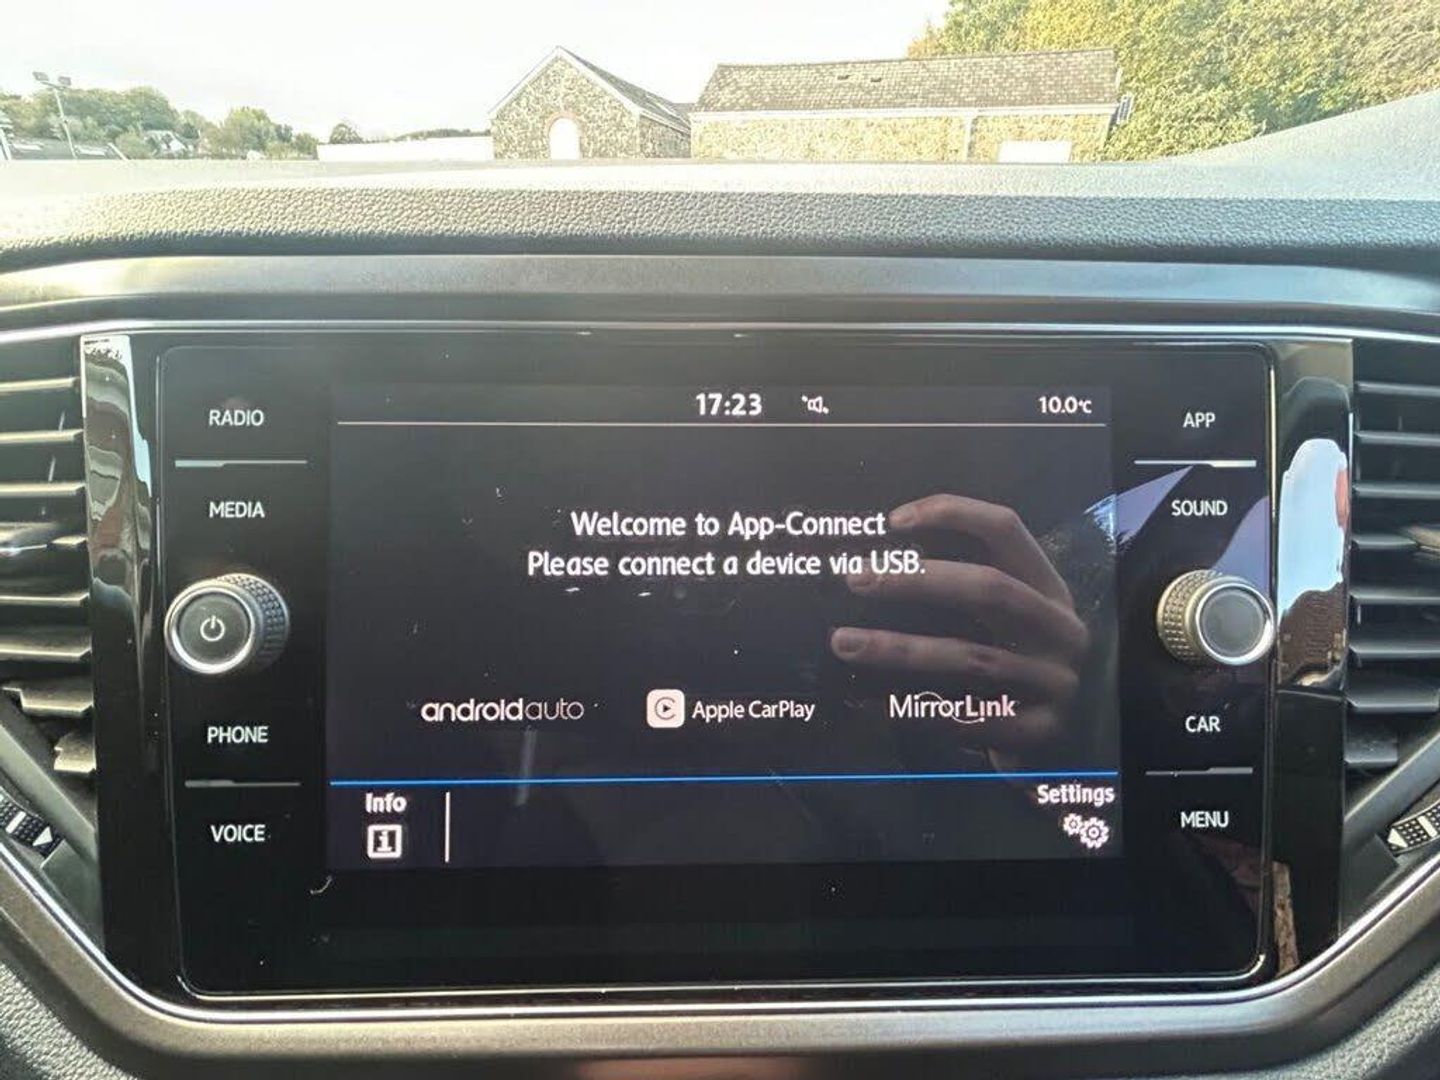 17:23
10.0°C
RADIO
APP
MEDIA
SOUND
Welcome to App-Connect
Please connect a device via USB.
androidauto
Apple CarPlay
MirrorLink
PHONE
CAR
Info
Settings
VOICE
MENU